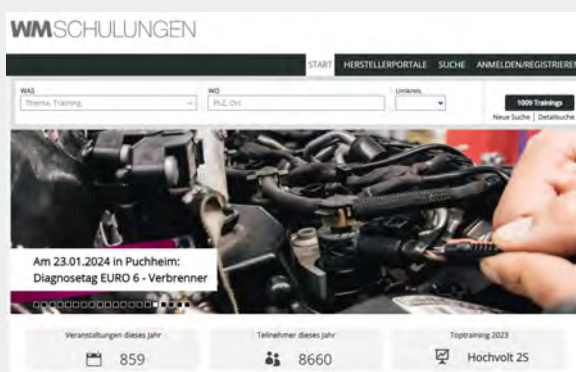 WMSCHULUNGEN
START HERSTELLERPORTALE SUCHE ANMELDEN/REGISTRIEREN
WAS WO Umkreis
Thema, Training PLZ, Ort
1009 Trainings
Neue Suche | Detailsuche
Am 23.01.2024 in Puchheim:
Diagnosetag EURO 6 - Verbrenner
Veranstaltungen dieses Jahr Teilnehmer dieses Jahr Toptraining 2023
859 8660 Hochvolt 2S